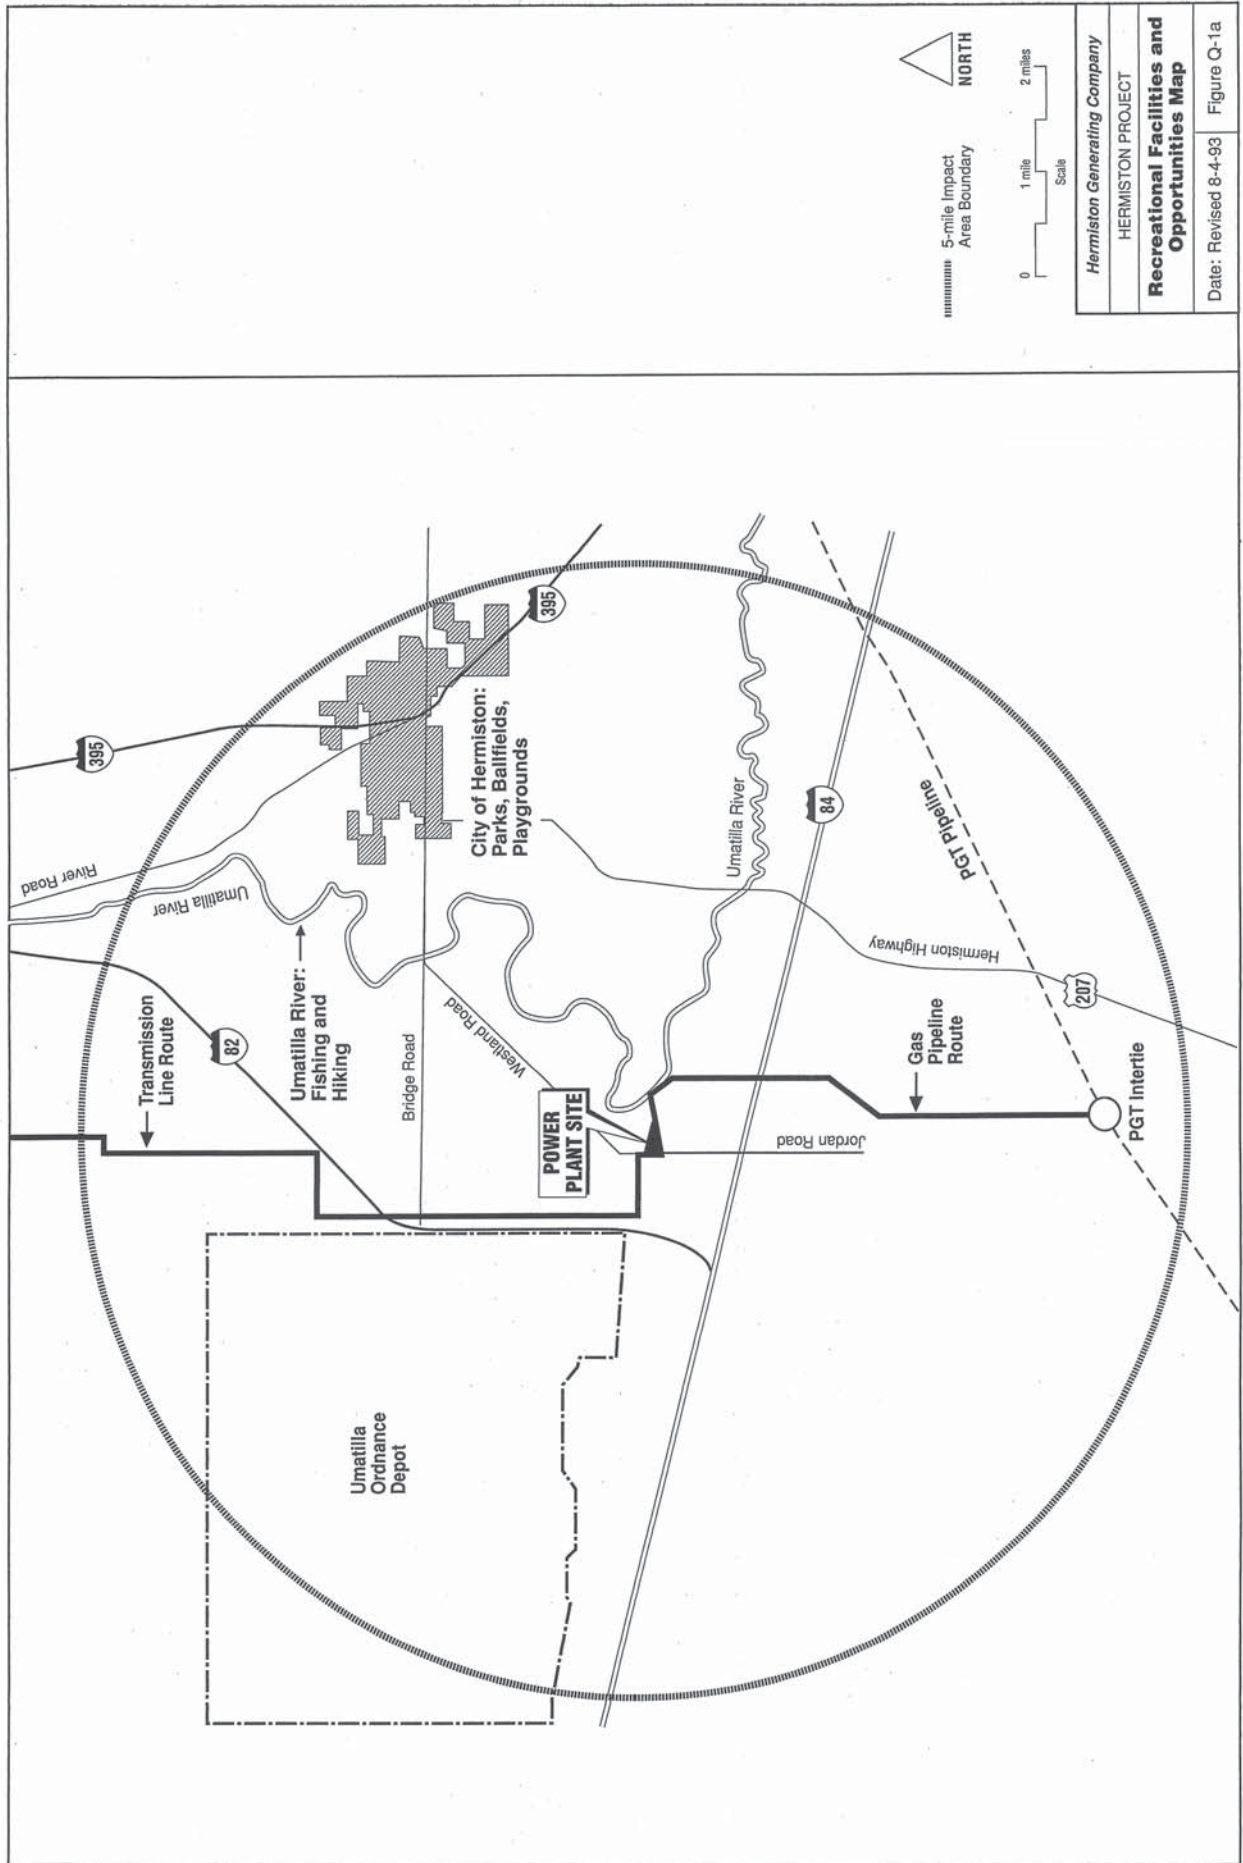 395
River Road
Umatilla River
Transmission
Line Route
82
Umatilla River:
Fishing and
Hiking
Bridge Road
Westland Road
395
City of Hermiston:
Parks, Ballfields,
Playgrounds
Umatilla
Ordnance
Depot
POWER
PLANT SITE
Umatilla River
84
Jordan Road
PGT Pipeline
Hermiston Highway
Gas
Pipeline
Route
207
PGT Intertie
NORTH
5-mile Impact
Area Boundary
0
1 mile
2 miles
Scale
Hermiston Generating Company
HERMISTON PROJECT
Recreational Facilities and
Opportunities Map
Date: Revised 8-4-93
Figure Q-1a